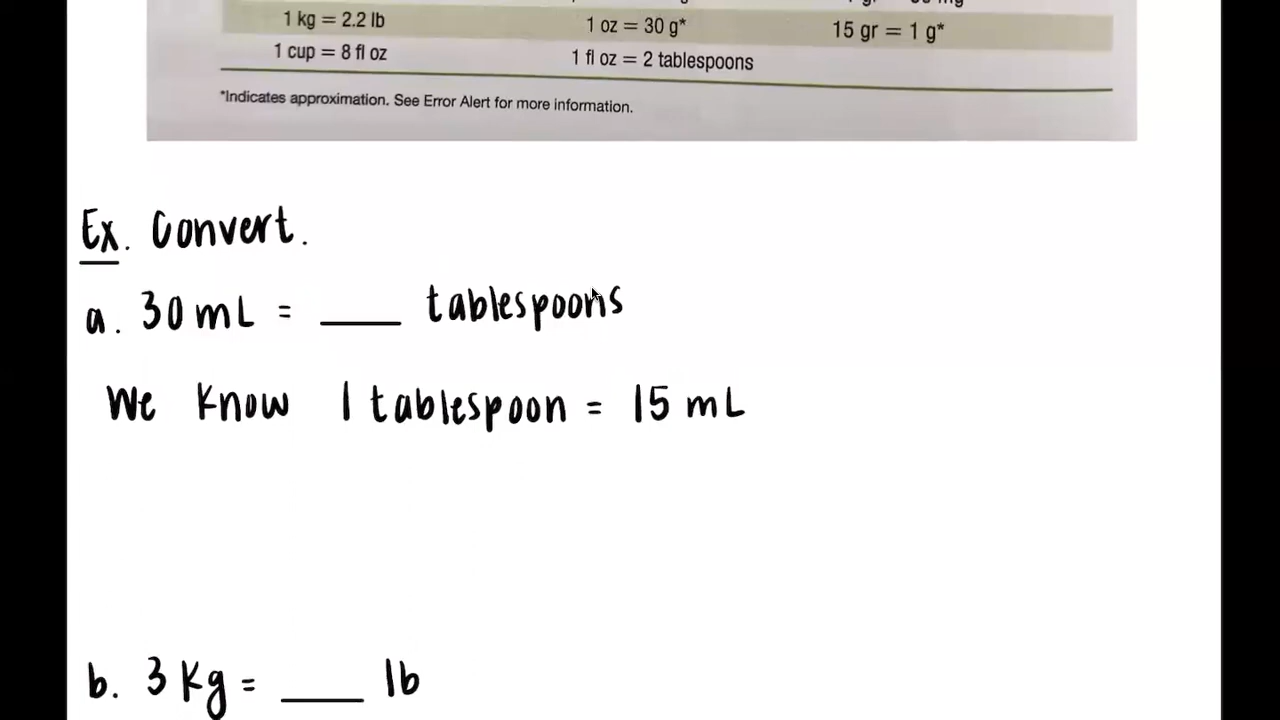 1 kg = 2.2 lb 1 oz = 30 g* 15 gr = 1 g*
1 cup = 8 fl oz 1 fl oz = 2 tablespoons
*Indicates approximation. See Error Alert for more information.
Ex. Convert.
a. 30 mL = ___ tablespoons
We know 1 tablespoon = 15 mL
b. 3 kg = ___ lb